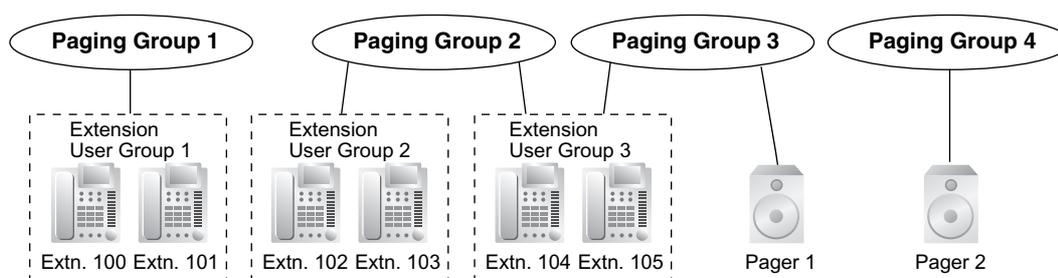 Paging Group 1 Paging Group 2 Paging Group 3 Paging Group 4
Extension User Group 1
Extension User Group 2
Extension User Group 3
Extn. 100 Extn. 101 Extn. 102 Extn. 103 Extn. 104 Extn. 105 Pager 1 Pager 2